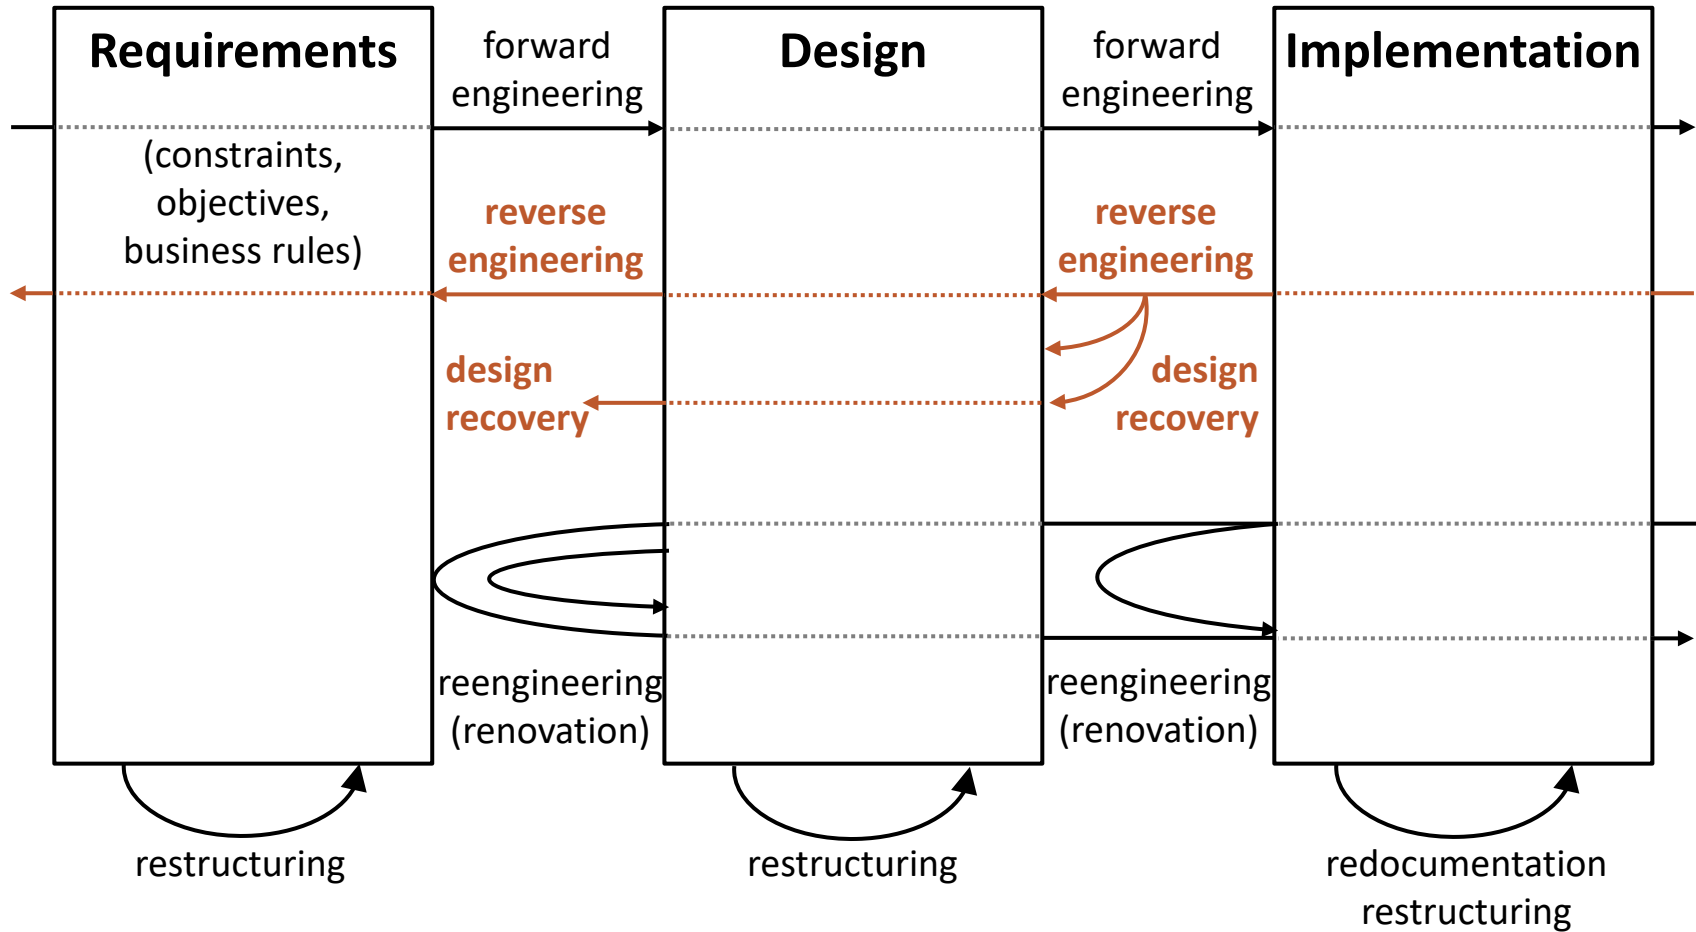 Requirements
forward
engineering
Design
forward
engineering
Implementation
(constraints,
objectives,
business rules)
reverse
engineering
reverse
engineering
design
recovery
design
recovery
reengineering
(renovation)
reengineering
(renovation)
restructuring
restructuring
redocumentation
restructuring